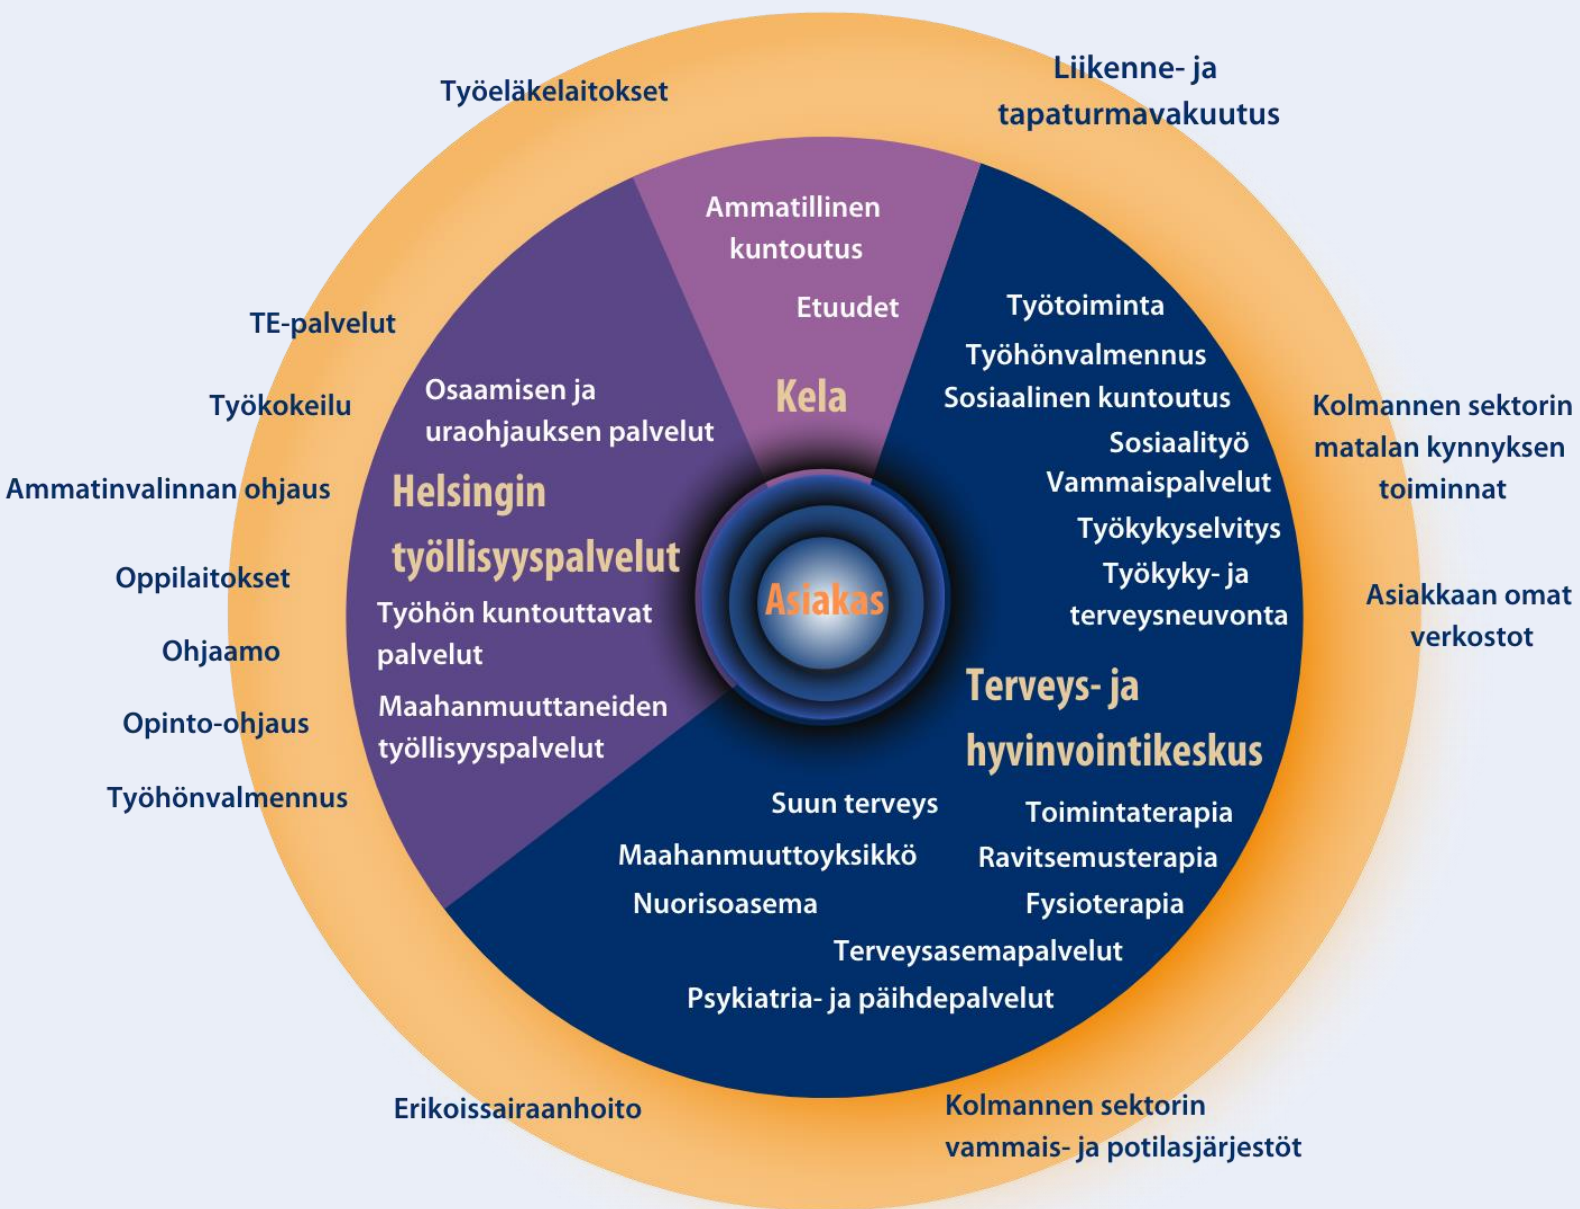 Työeläkelaitokset
Liikenne- ja
tapaturmavakuutus
Ammatillinen
kuntoutus
Etuudet
Kela
TE-palvelut
Työkokeilu
Ammatinvalinnan ohjaus
Oppilaitokset
Ohjaamo
Opinto-ohjaus
Työhönvalmennus
Osaamisen ja
uraohjauksen palvelut
Helsingin
työllisyyspalvelut
Työhön kuntouttavat
palvelut
Maahanmuuttaneiden
työllisyyspalvelut
Asiakas
Työtoiminta
Työhönvalmennus
Sosiaalinen kuntoutus
Sosiaalityö
Vammaispalvelut
Työkykyselvitys
Työkyky- ja
terveysneuvonta
Terveys- ja
hyvinvointikeskus
Suun terveys
Toimintaterapia
Maahanmuuttoyksikkö
Ravitsemusterapia
Nuorisoasema
Fysioterapia
Terveysasemapalvelut
Psykiatria- ja päihdepalvelut
Kolmannen sektorin
matalan kynnyksen
toiminnat
Asiakkaan omat
verkostot
Erikoissairaanhoito
Kolmannen sektorin
vammais- ja potilasjärjestöt